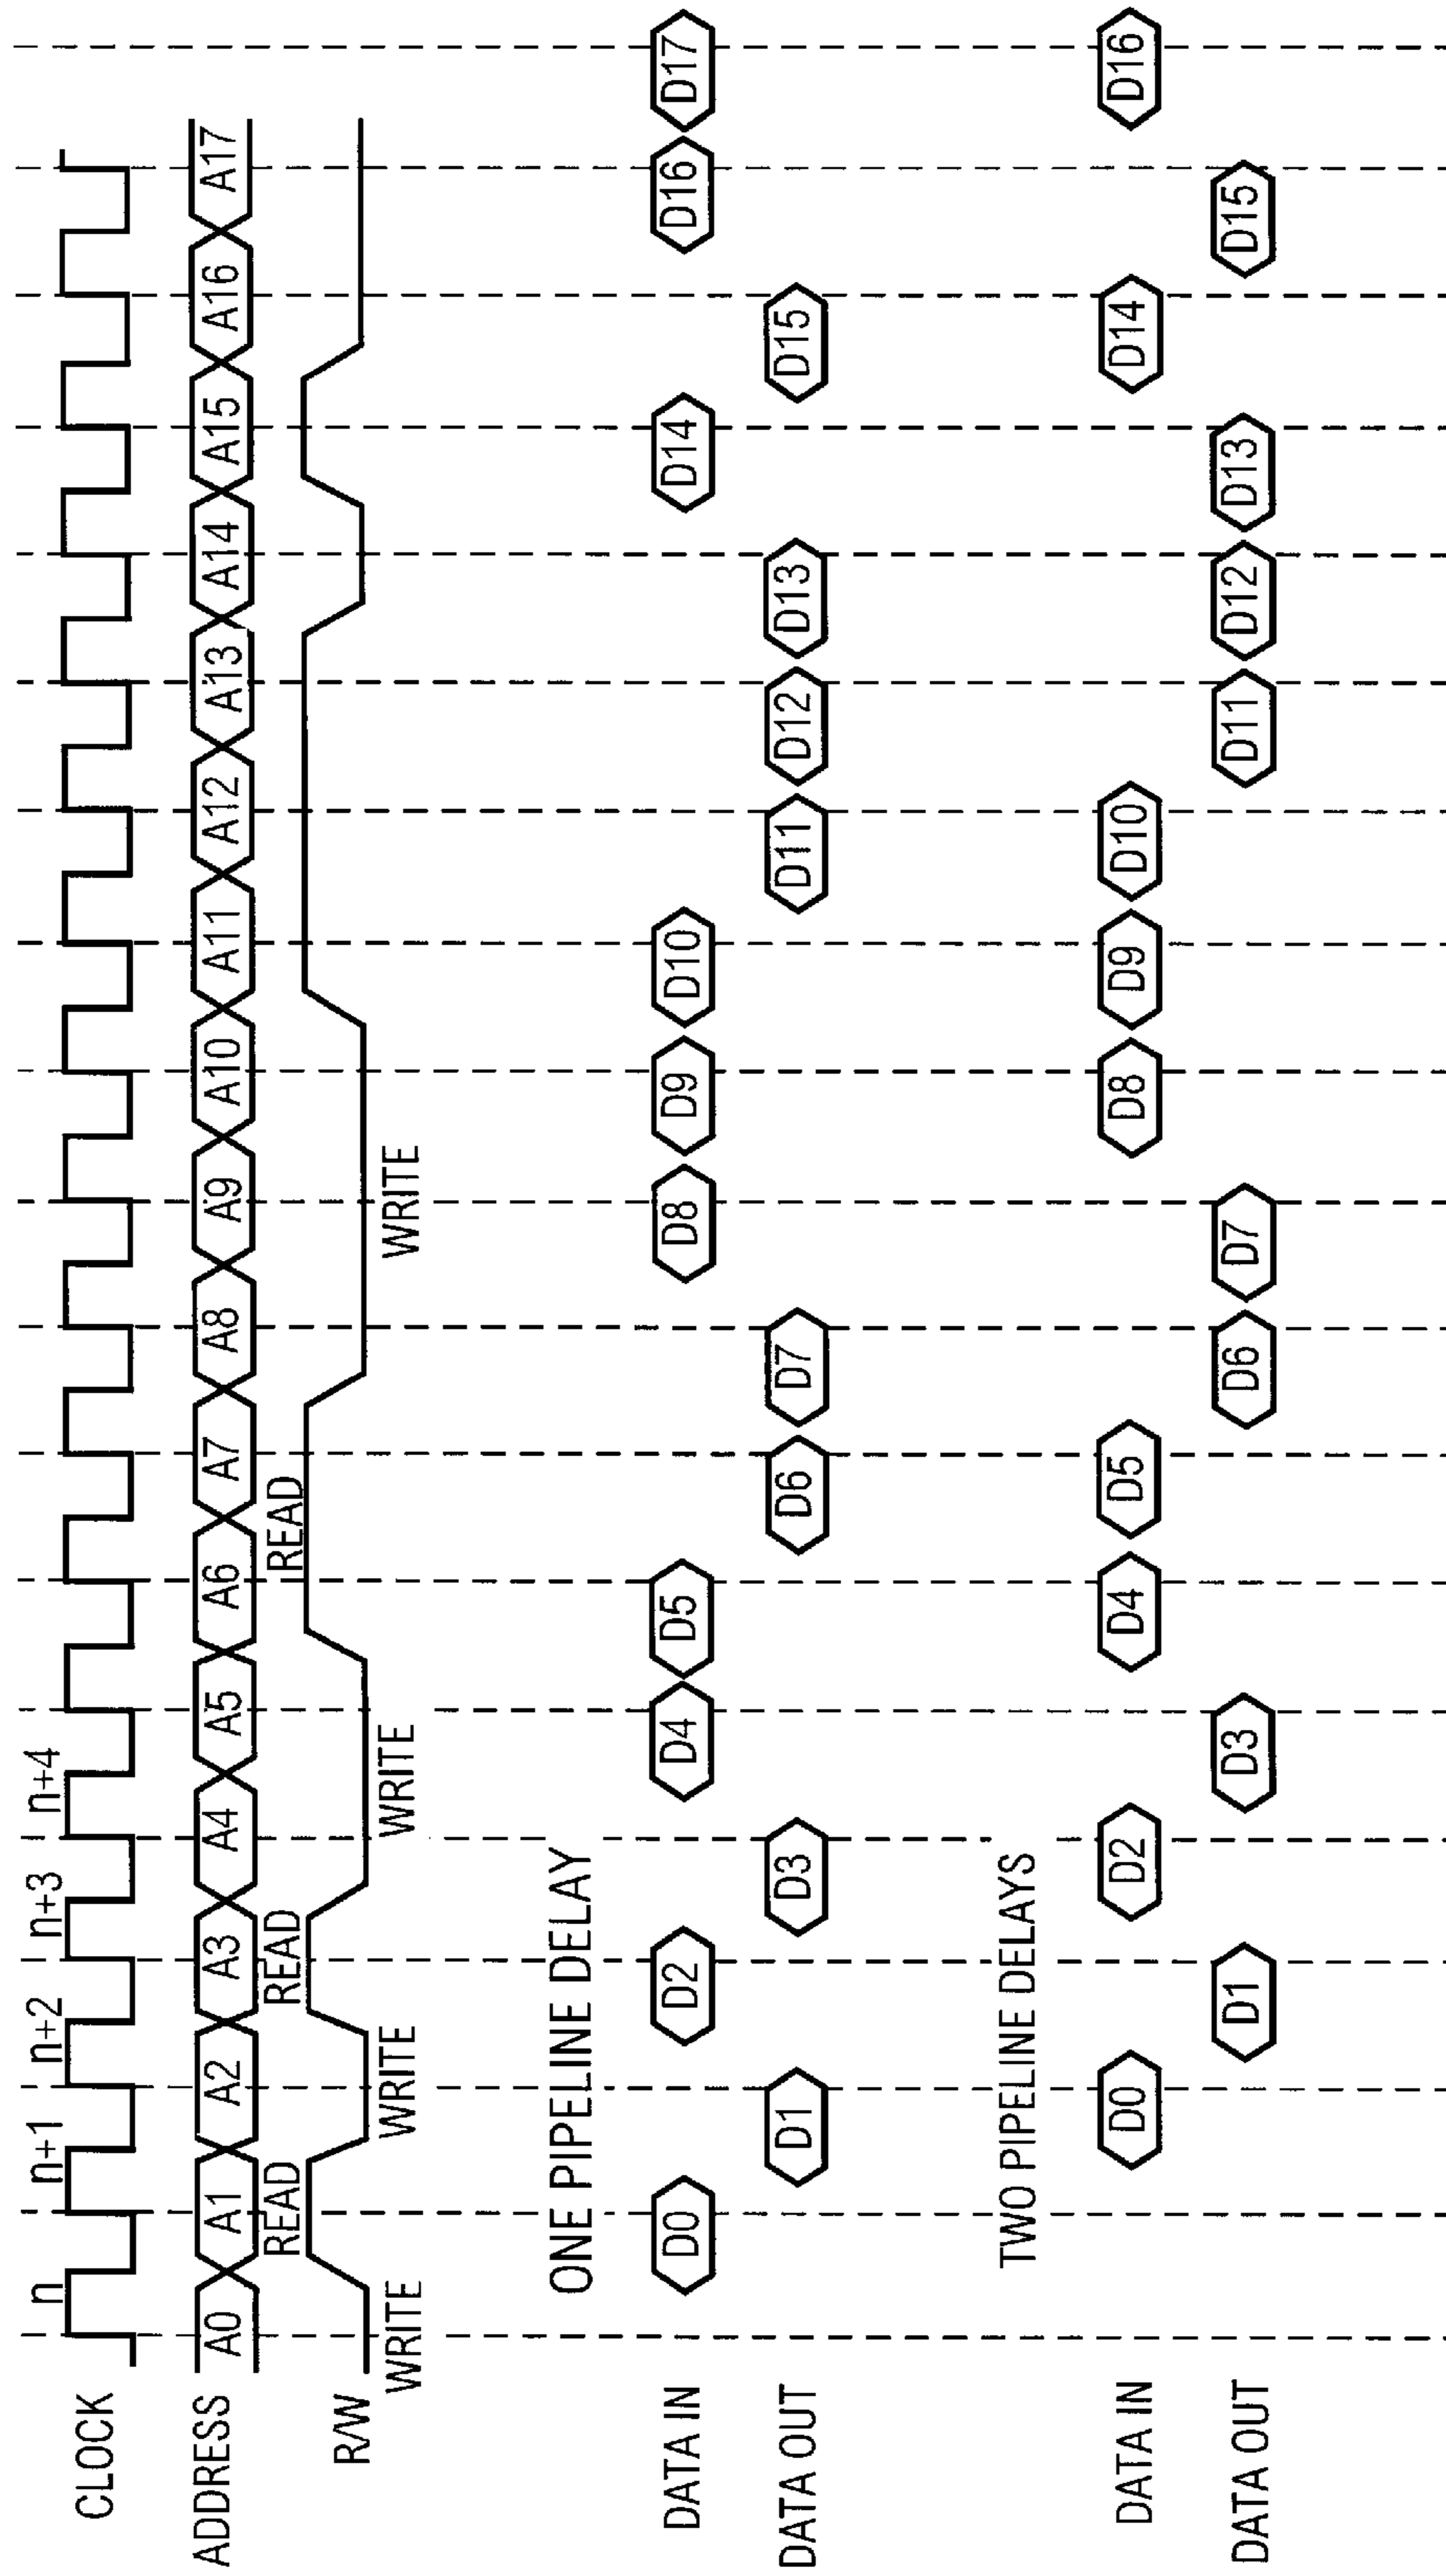 CLOCK n n+1 n+2 n+3 n+4
ADDRESS A0 A1 A2 A3 A4 A5 A6 A7 A8 A9 A10 A11 A12 A13 A14 A15 A16 A17
READ READ READ
R/W
WRITE WRITE WRITE WRITE
ONE PIPELINE DELAY
DATA IN D0 D2 D4 D5 D8 D9 D10 D14 D16 D17
DATA OUT D1 D3 D6 D7 D11 D12 D13 D15
TWO PIPELINE DELAYS
DATA IN D0 D2 D4 D5 D8 D9 D10 D14 D16
DATA OUT D1 D3 D6 D7 D11 D12 D13 D15